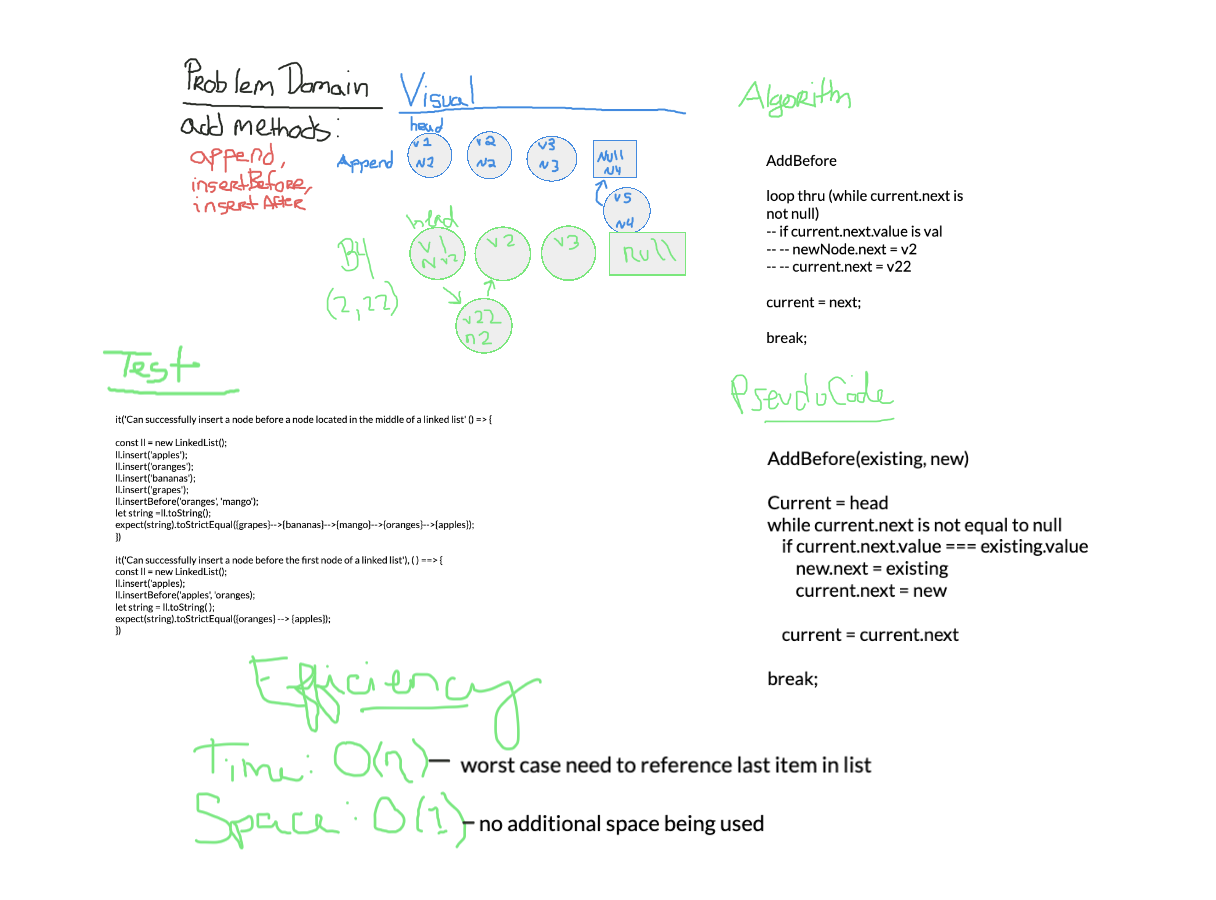 Problem Domain
add methods:
append,
insertBefore,
insertAfter
Visual
head
Append
v1
N2
v2
N2
v3
N3
Null
N4
v5
N4
head
B4
(2,22)
v1
N v2
v2
v3
null
v22
n2
Test
it('Can successfully insert a node before a node located in the middle of a linked list' () => {
const ll = new LinkedList();
ll.insert('apples');
ll.insert('oranges');
ll.insert('bananas');
ll.insert('grapes');
ll.insertBefore('oranges', 'mango');
let string =ll.toString();
expect(string).toStrictEqual({grapes}-->{bananas}-->{mango}-->{oranges}-->{apples});
})
it('Can successfully insert a node before the first node of a linked list'), ( ) ==> {
const ll = new LinkedList();
ll.insert('apples);
ll.insertBefore('apples', 'oranges);
let string = ll.toString( );
expect(string).toStrictEqual({oranges} --> {apples});
})
Algorithm
AddBefore
loop thru (while current.next is
not null)
-- if current.next.value is val
-- -- newNode.next = v2
-- -- current.next = v22
current = next;
break;
PseuduCode
AddBefore(existing, new)
Current = head
while current.next is not equal to null
if current.next.value === existing.value
new.next = existing
current.next = new
current = current.next
break;
Efficiency
Time: O(n) — worst case need to reference last item in list
Space: O(1) – no additional space being used